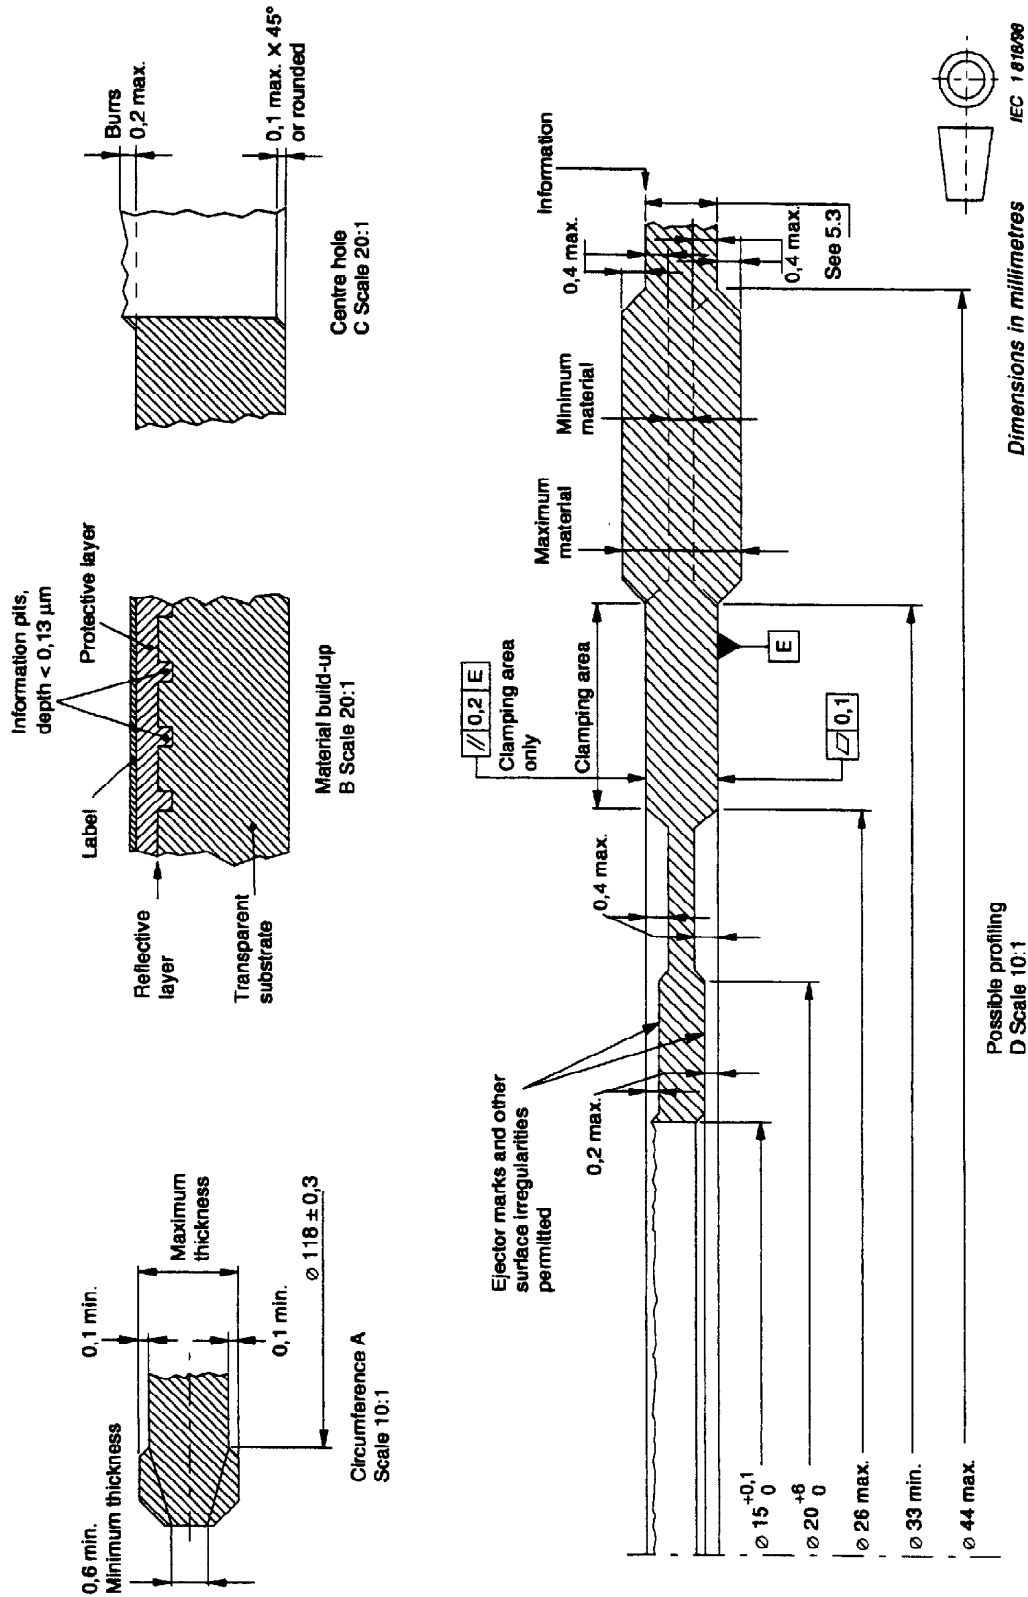 0,6 min.
Minimum thickness
0,1 min.
Maximum
thickness
0,1 min.
⌀ 118 ± 0,3
Circumference A
Scale 10:1
Information pits,
depth < 0,13 µm
Label
Protective layer
Reflective
layer
Transparent
substrate
Material build-up
B Scale 20:1
Burrs
0,2 max.
0,1 max. × 45°
or rounded
Centre hole
C Scale 20:1
Ejector marks and other
surface irregularities
permitted
0,2 max.
0,4 max.
// 0,2 E
Clamping area
only
Clamping area
Maximum
material
Minimum
material
0,4 max.
Information
0,4 max.
See 5.3
E
⏥ 0,1
⌀ 15 +0,1 0
⌀ 20 +6 0
⌀ 26 max.
⌀ 33 min.
⌀ 44 max.
Possible profiling
D Scale 10:1
Dimensions in millimetres
IEC 1 616/98